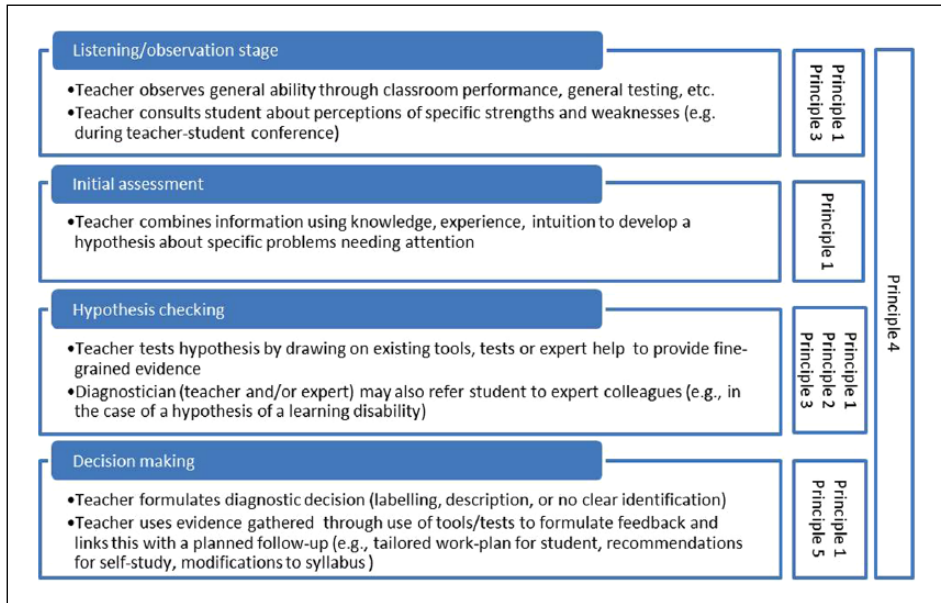 Listening/observation stage
•Teacher observes general ability through classroom performance, general testing, etc.
•Teacher consults student about perceptions of specific strengths and weaknesses (e.g.
during teacher-student conference)
Principle 1
Principle 3
Initial assessment
•Teacher combines information using knowledge, experience, intuition to develop a
hypothesis about specific problems needing attention
Principle 1
Hypothesis checking
•Teacher tests hypothesis by drawing on existing tools, tests or expert help to provide fine-
grained evidence
•Diagnostician (teacher and/or expert) may also refer student to expert colleagues (e.g., in
the case of a hypothesis of a learning disability)
Principle 1
Principle 2
Principle 3
Decision making
•Teacher formulates diagnostic decision (labelling, description, or no clear identification)
•Teacher uses evidence gathered through use of tools/tests to formulate feedback and
links this with a planned follow-up (e.g., tailored work-plan for student, recommendations
for self-study, modifications to syllabus )
Principle 1
Principle 5
Principle 4